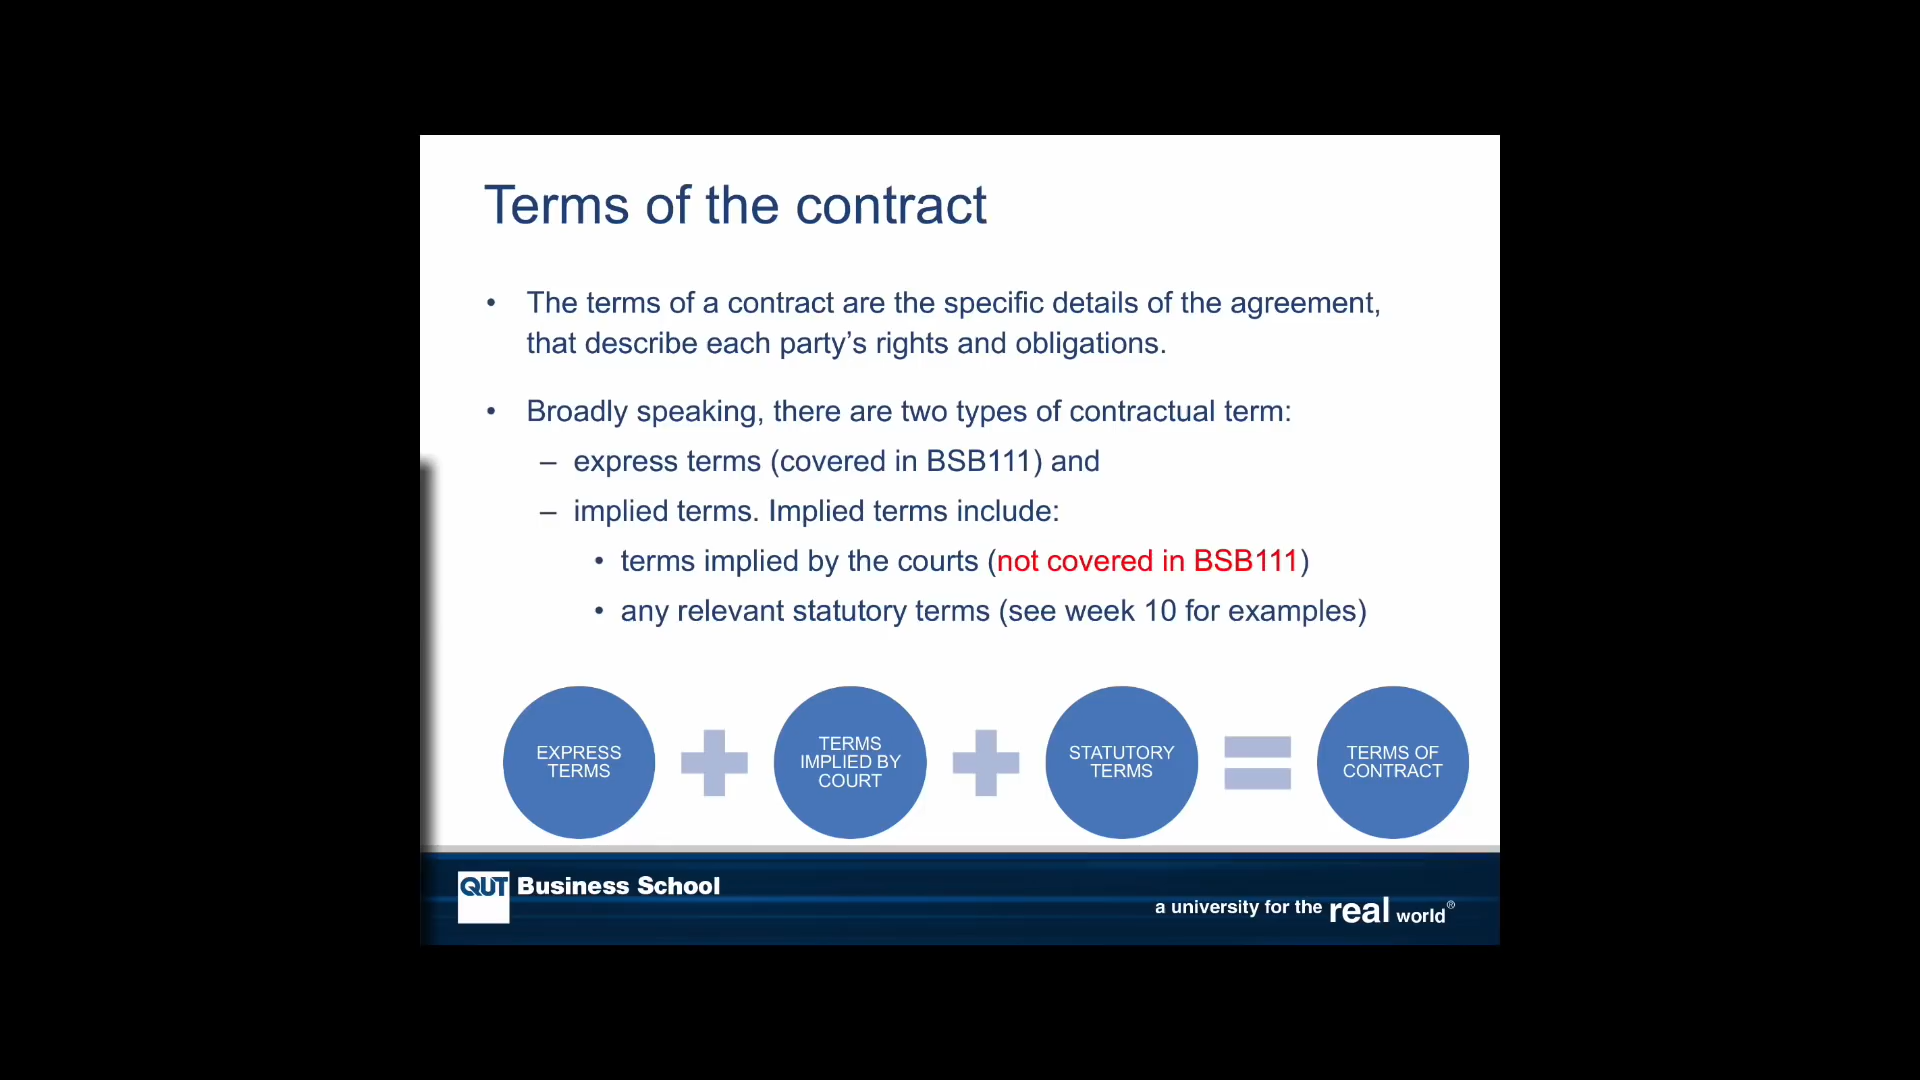 Terms of the contract
• The terms of a contract are the specific details of the agreement,
that describe each party’s rights and obligations.
• Broadly speaking, there are two types of contractual term:
– express terms (covered in BSB111) and
– implied terms. Implied terms include:
• terms implied by the courts (not covered in BSB111)
• any relevant statutory terms (see week 10 for examples)
EXPRESS
TERMS
TERMS
IMPLIED BY
COURT
STATUTORY
TERMS
TERMS OF
CONTRACT
QUT Business School
a university for the real world®